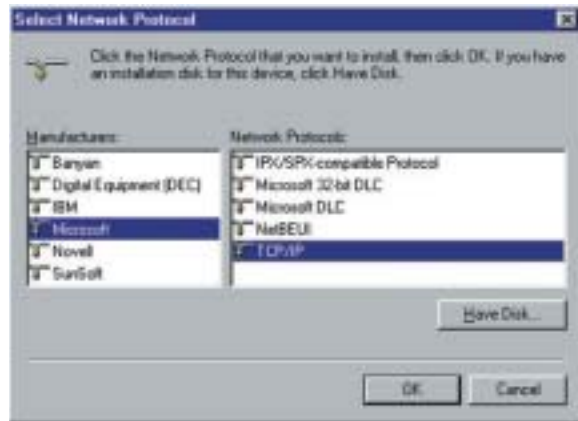 Select Network Protocol
Click the Network Protocol that you want to install, then click OK. If you have
an installation disk for this device, click Have Disk.
Manufacturers:
Network Protocols:
Banyan
Digital Equipment (DEC)
IBM
Microsoft
Novell
SunSoft
IPX/SPX-compatible Protocol
Microsoft 32-bit DLC
Microsoft DLC
NetBEUI
TCP/IP
Have Disk...
OK
Cancel